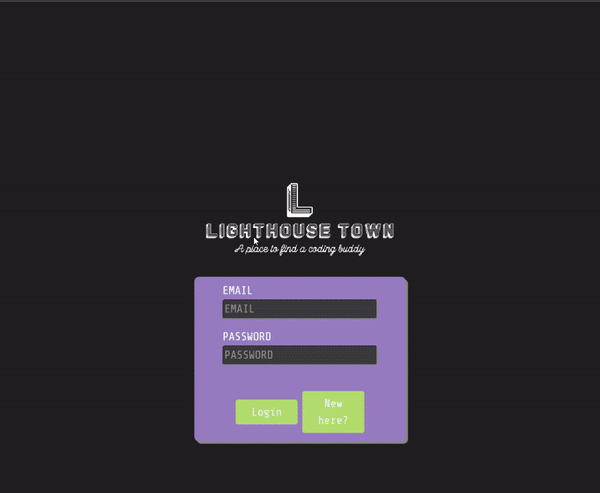 L
LIGHTHOUSE TOWN
A place to find a coding buddy
EMAIL
EMAIL
PASSWORD
PASSWORD
Login
New
here?